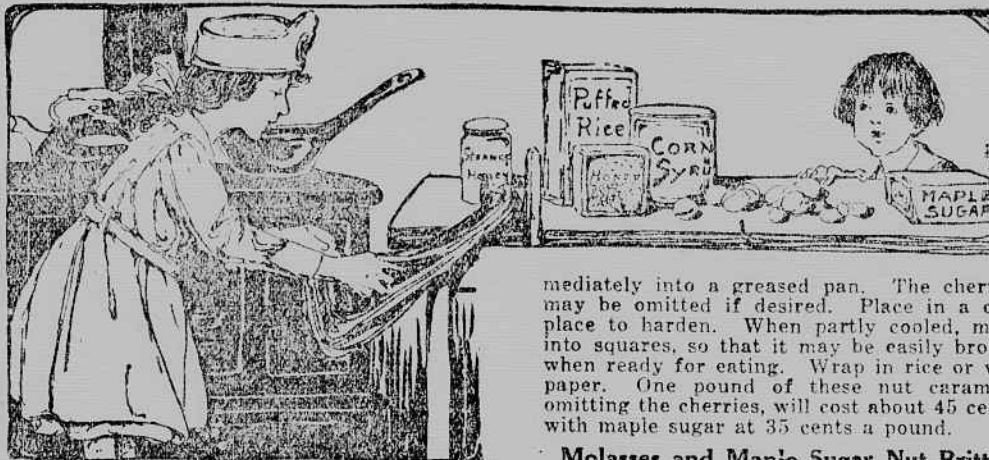 Puffed
Rice
CORN
SYRU
HONEY
HONEY
MAPLE
SUGAR
mediately into a greased pan. The cherr
may be omitted if desired. Place in a c
place to harden. When partly cooled, m
into squares, so that it may be easily bro
when ready for eating. Wrap in rice or w
paper. One pound of these nut caram
omitting the cherries, will cost about 45 ce
with maple sugar at 35 cents a pound.
Molasses and Maple Sugar Nut Britt